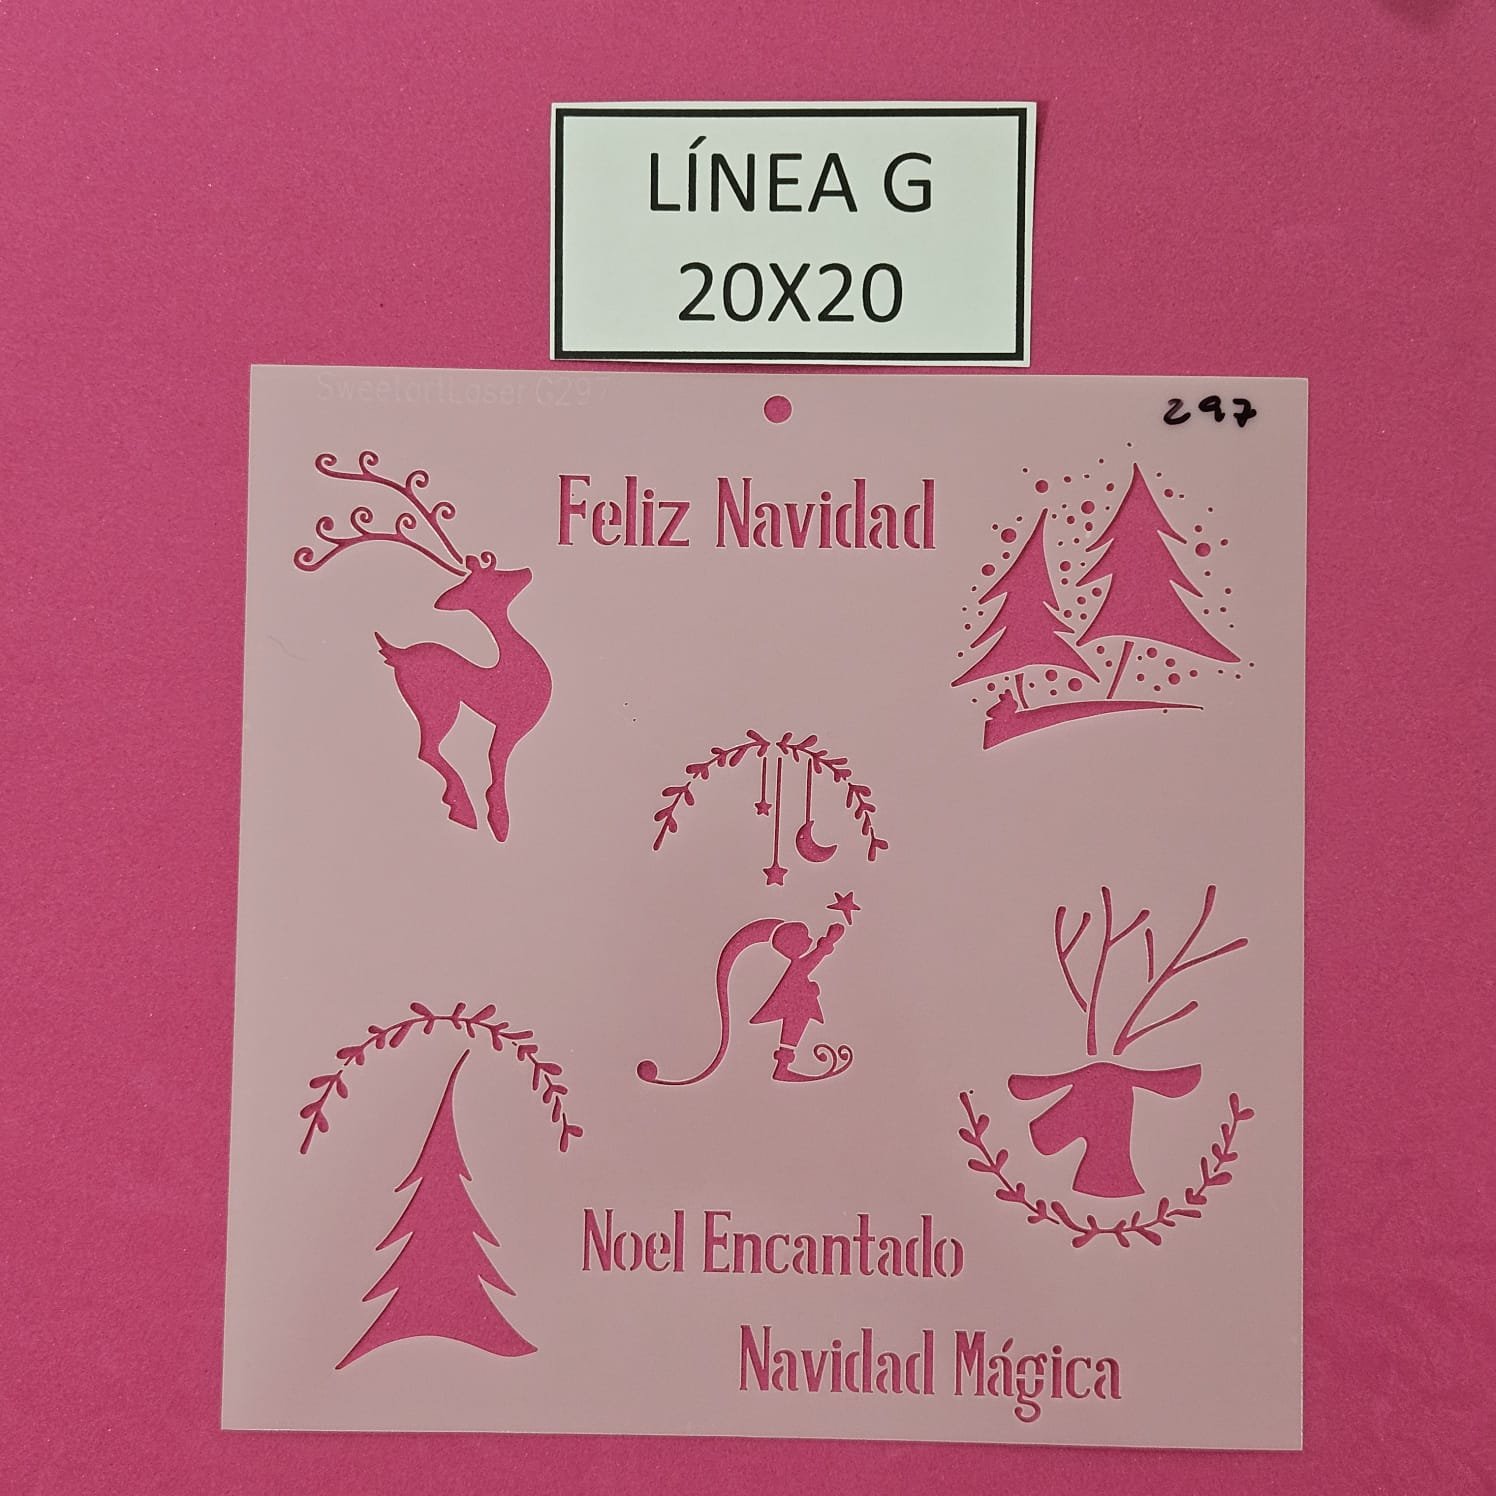 LÍNEA G
20X20
SweetartLaser G297
297
Feliz Navidad
Noel Encantado
Navidad Mágica